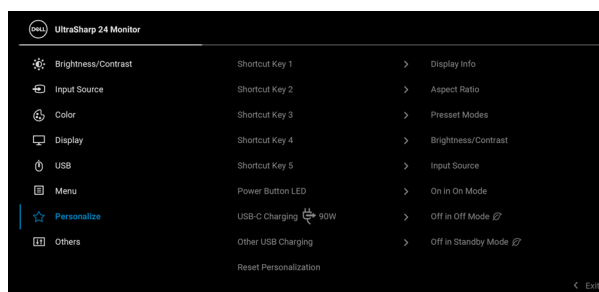 DELL UltraSharp 24 Monitor
Brightness/Contrast Shortcut Key 1 > Display Info
Input Source Shortcut Key 2 > Aspect Ratio
Color Shortcut Key 3 > Presset Modes
Display Shortcut Key 4 > Brightness/Contrast
USB Shortcut Key 5 > Input Source
Menu Power Button LED > On in On Mode
Personalize USB-C Charging 90W > Off in Off Mode
Others Other USB Charging > Off in Standby Mode
Reset Personalization
< Exit